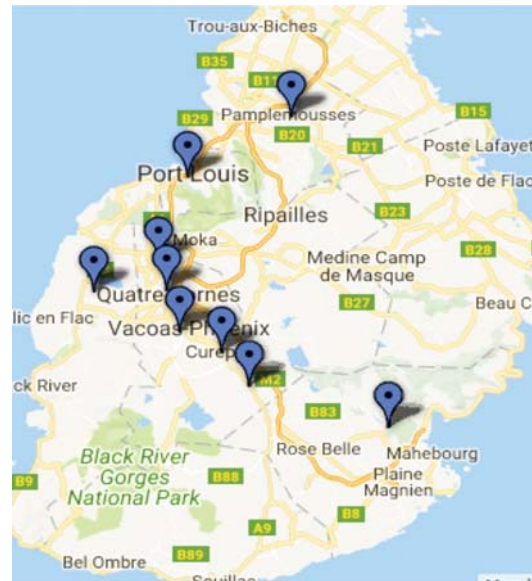 Trou-aux-Biches
B35
B11
Pamplemousses
B29
B20
B15
B21
Poste Lafayet
Port Louis
Poste de Flac
Ripailles
B23
Moka
B28
Medine Camp
de Masque
Quatre Bornes
Beau C
lic en Flac
B27
Vacoas-Phoenix
Curep
M2
ck River
B83
Rose Belle
Mahebourg
Black River
Gorges
National Park
Plaine
Magnien
B88
B9
B8
A9
B89
Bel Ombre
Souillac